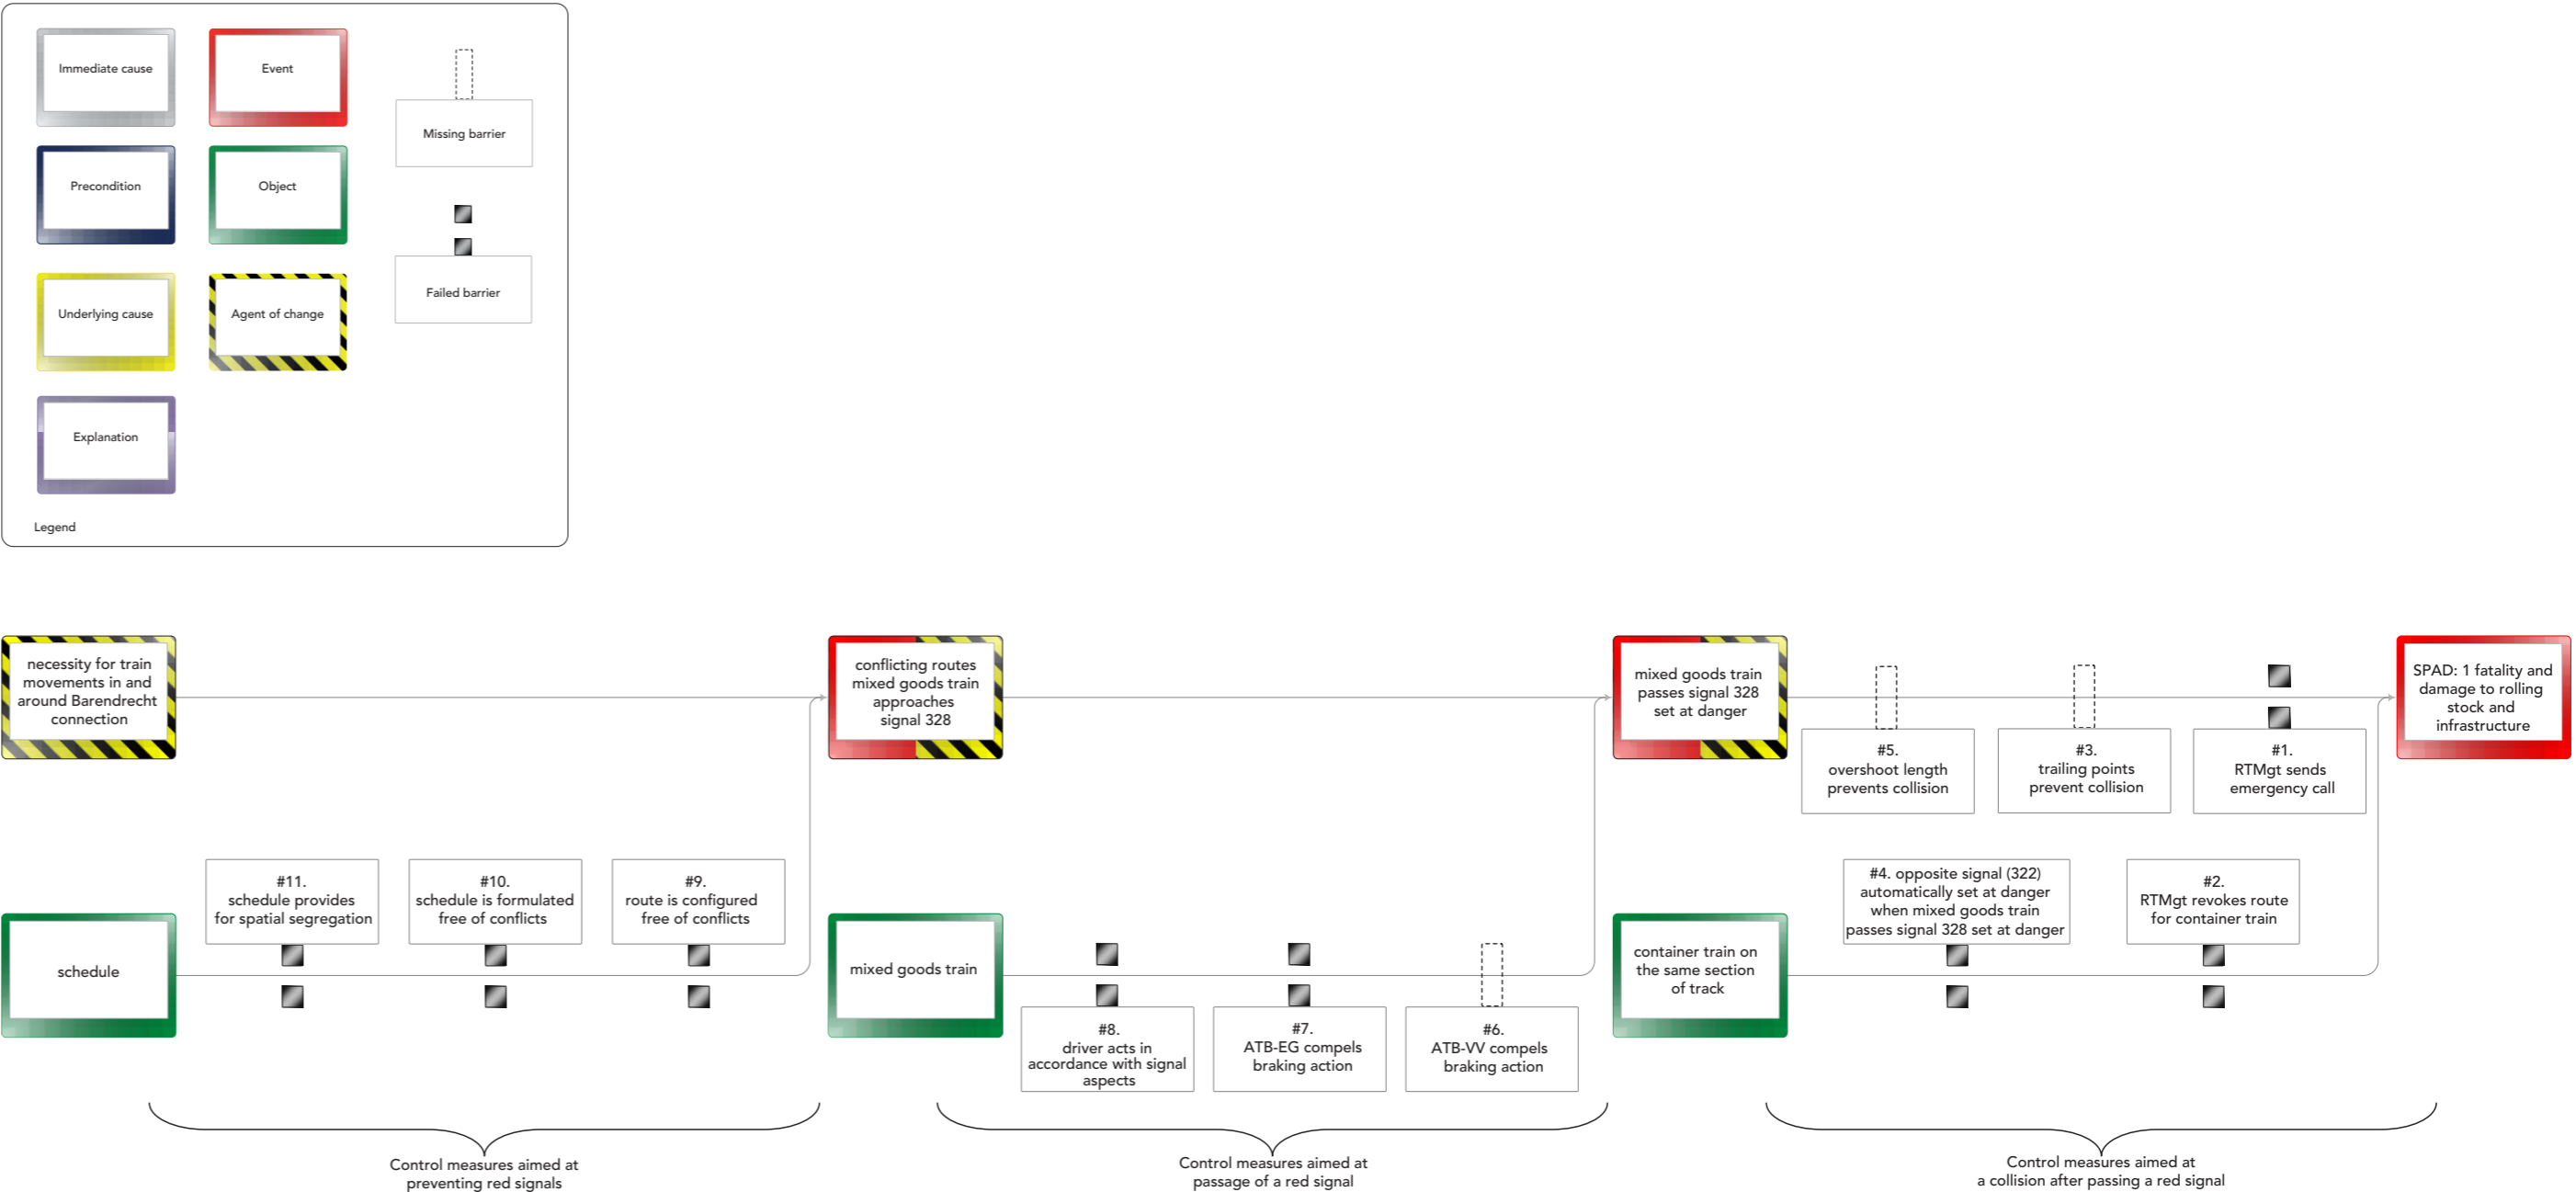 Immediate cause
Event
Missing barrier
Precondition
Object
Failed barrier
Underlying cause
Agent of change
Explanation
Legend
necessity for train
movements in and
around Barendrecht
connection
conflicting routes
mixed goods train
approaches
signal 328
mixed goods train
passes signal 328
set at danger
#5.
overshoot length
prevents collision
#3.
trailing points
prevent collision
#1.
RTMgt sends
emergency call
SPAD: 1 fatality and
damage to rolling
stock and
infrastructure
schedule
#11.
schedule provides
for spatial segregation
#10.
schedule is formulated
free of conflicts
#9.
route is configured
free of conflicts
mixed goods train
#8.
driver acts in
accordance with signal
aspects
#7.
ATB-EG compels
braking action
#6.
ATB-VV compels
braking action
container train on
the same section
of track
#4. opposite signal (322)
automatically set at danger
when mixed goods train
passes signal 328 set at danger
#2.
RTMgt revokes route
for container train
Control measures aimed at
preventing red signals
Control measures aimed at
passage of a red signal
Control measures aimed at
a collision after passing a red signal